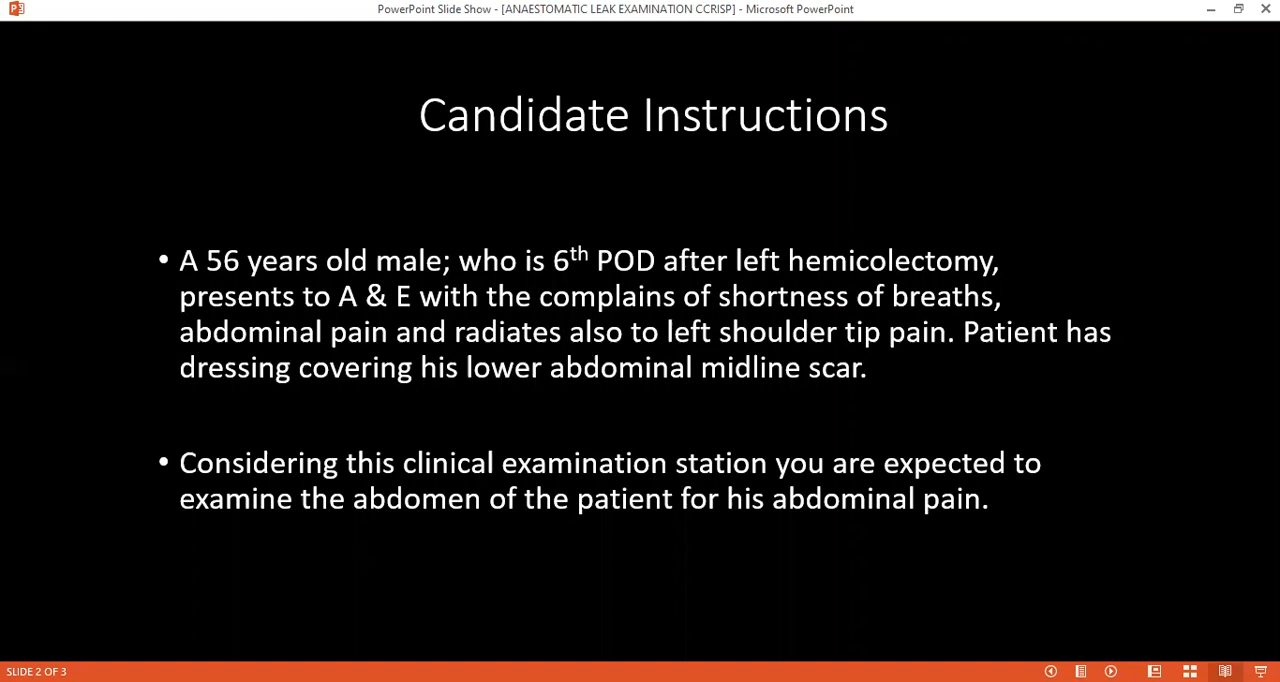 PowerPoint Slide Show - [ANAESTOMATIC LEAK EXAMINATION CCRISP] - Microsoft PowerPoint
Candidate Instructions
• A 56 years old male; who is 6th POD after left hemicolectomy,
presents to A & E with the complains of shortness of breaths,
abdominal pain and radiates also to left shoulder tip pain. Patient has
dressing covering his lower abdominal midline scar.
• Considering this clinical examination station you are expected to
examine the abdomen of the patient for his abdominal pain.
SLIDE 2 OF 3